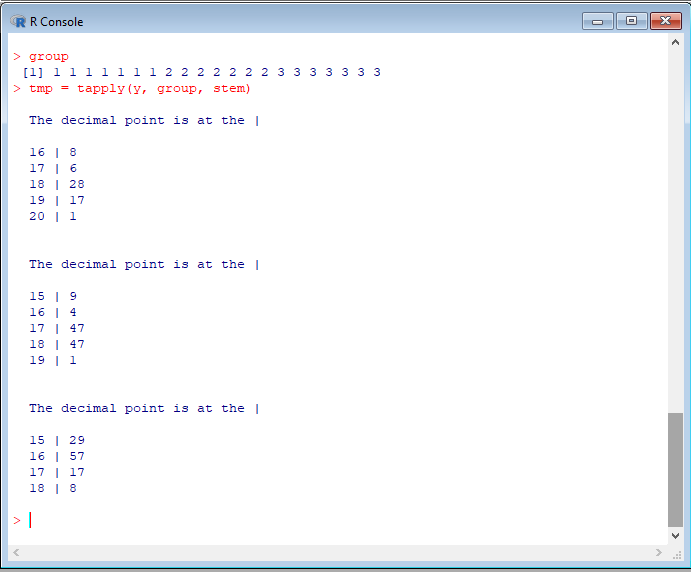 R Console
> group
[1] 1 1 1 1 1 1 1 2 2 2 2 2 2 2 3 3 3 3 3 3 3
> tmp = tapply(y, group, stem)
The decimal point is at the |
16 | 8
17 | 6
18 | 28
19 | 17
20 | 1
The decimal point is at the |
15 | 9
16 | 4
17 | 47
18 | 47
19 | 1
The decimal point is at the |
15 | 29
16 | 57
17 | 17
18 | 8
> |